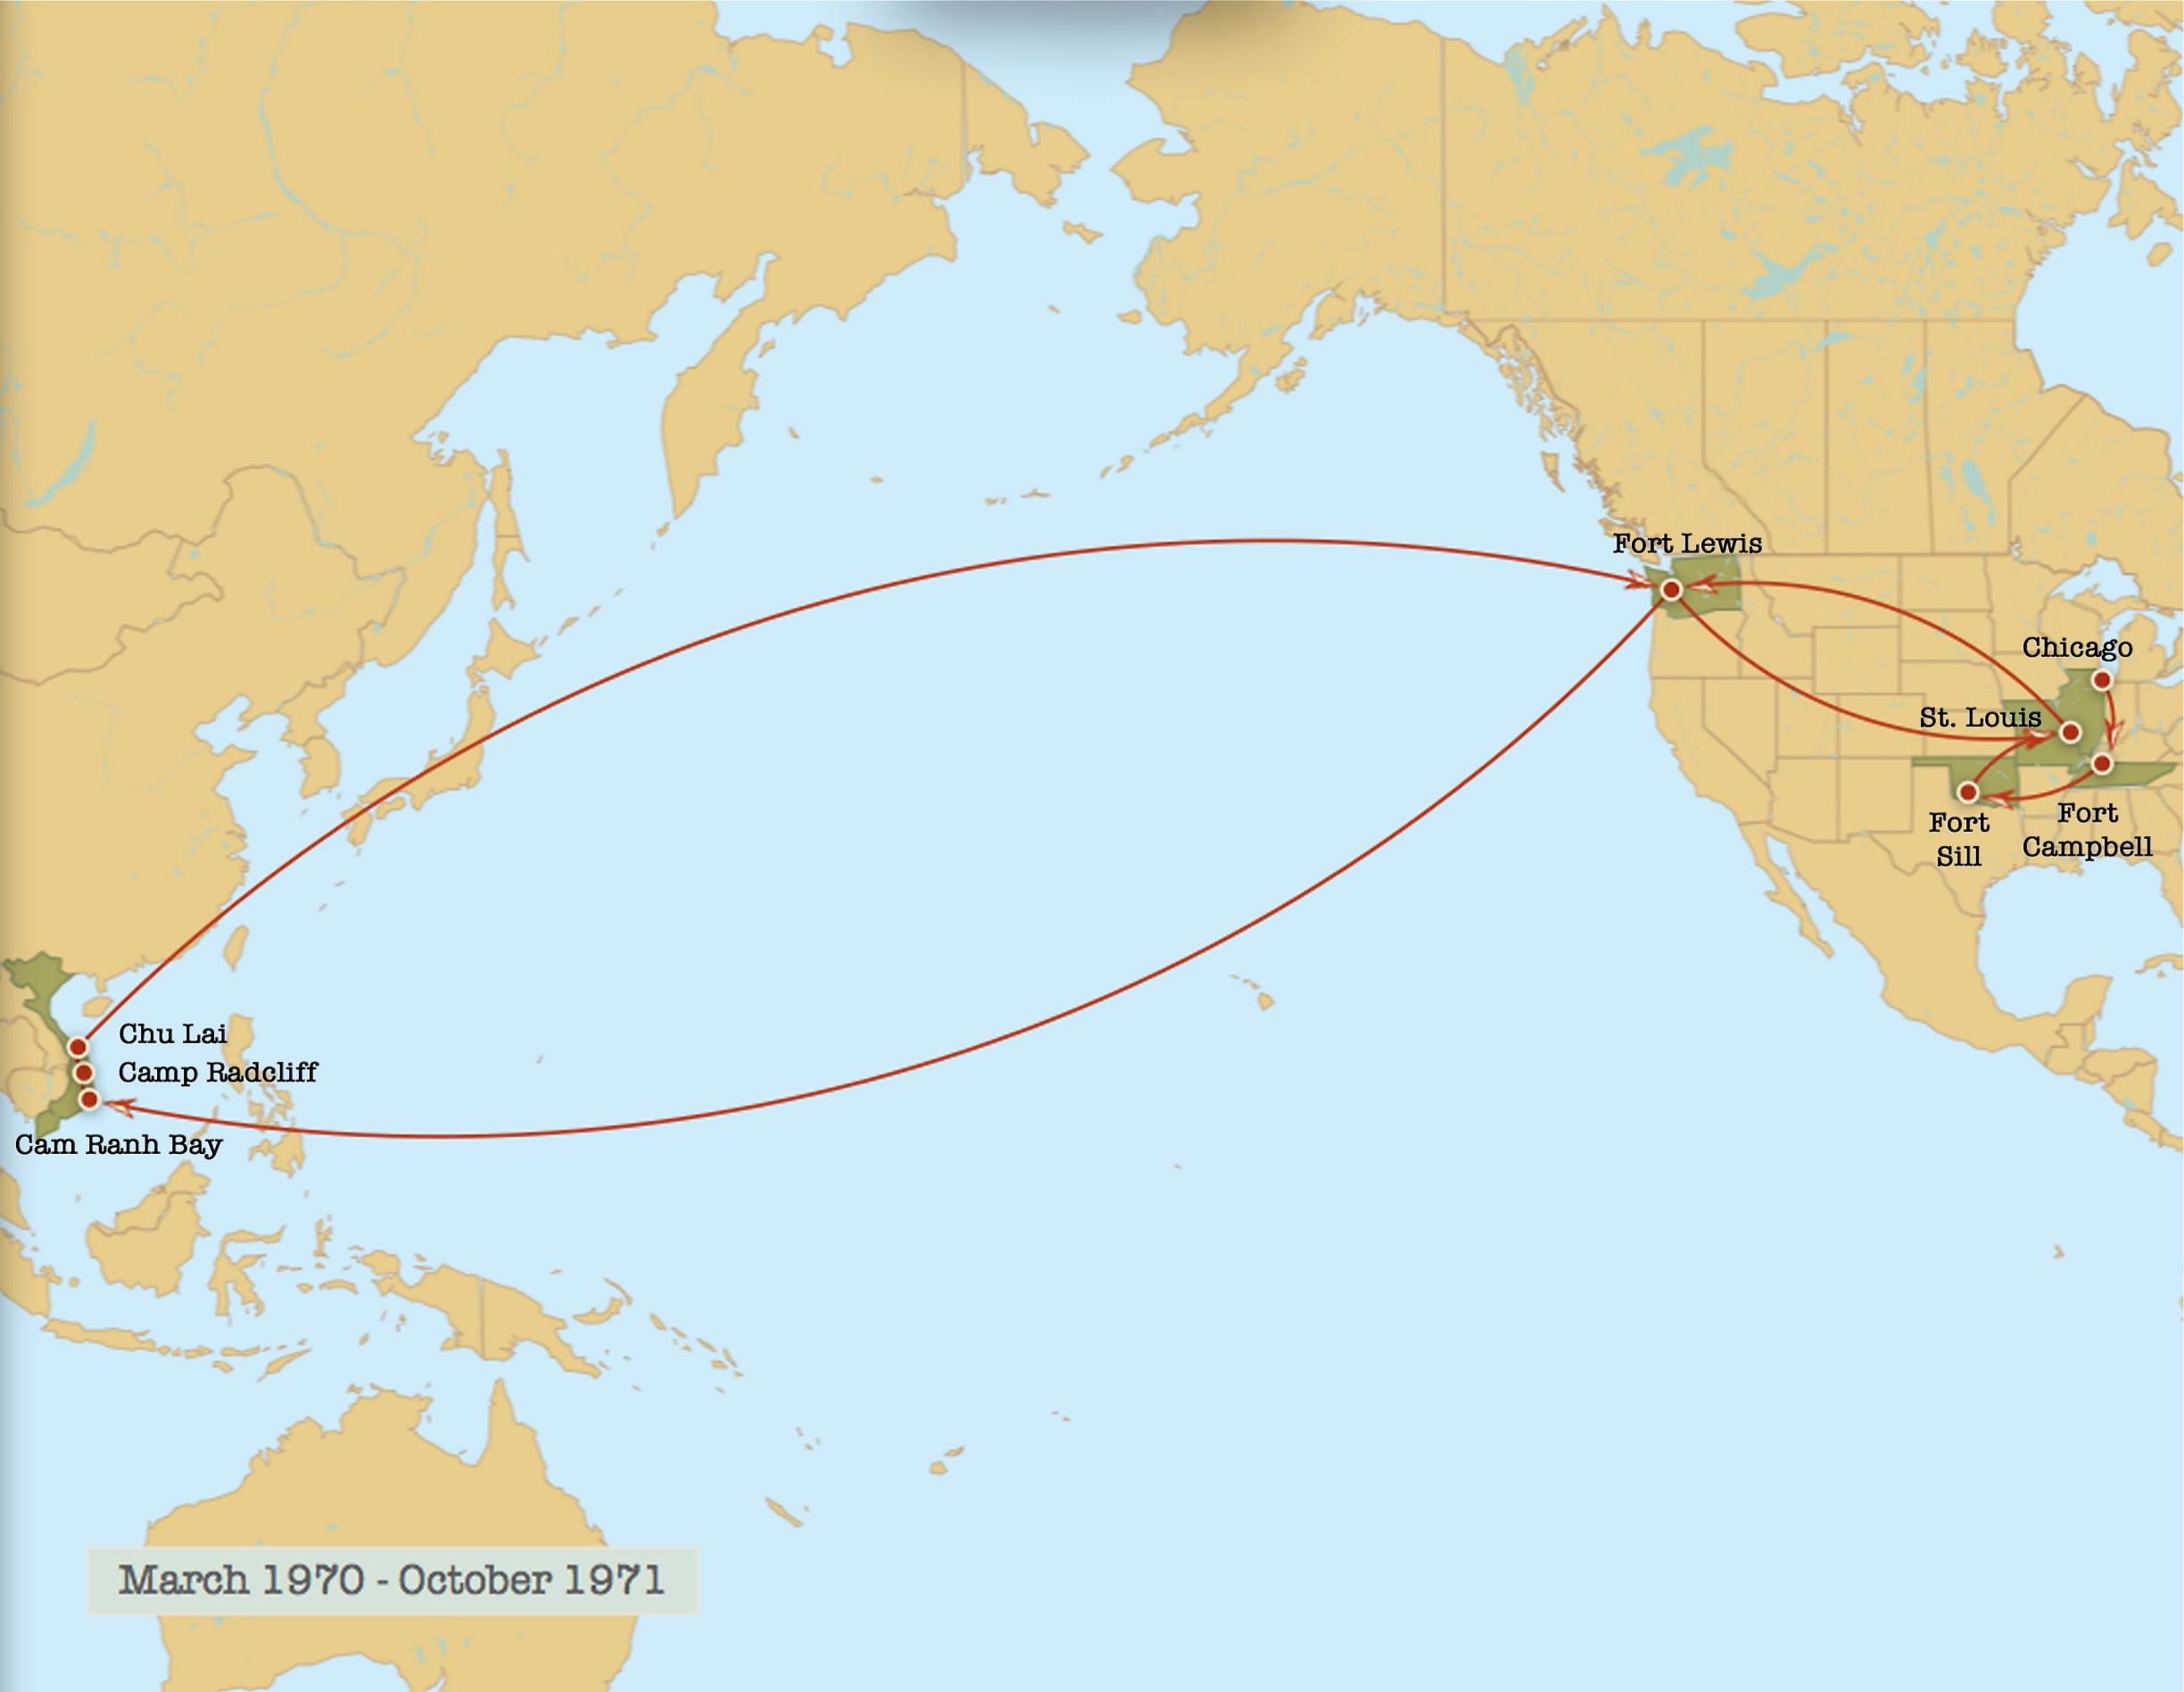 Fort Lewis
Chicago
St. Louis
Fort
Sill
Fort
Campbell
Chu Lai
Camp Radcliff
Cam Ranh Bay
March 1970 - October 1971